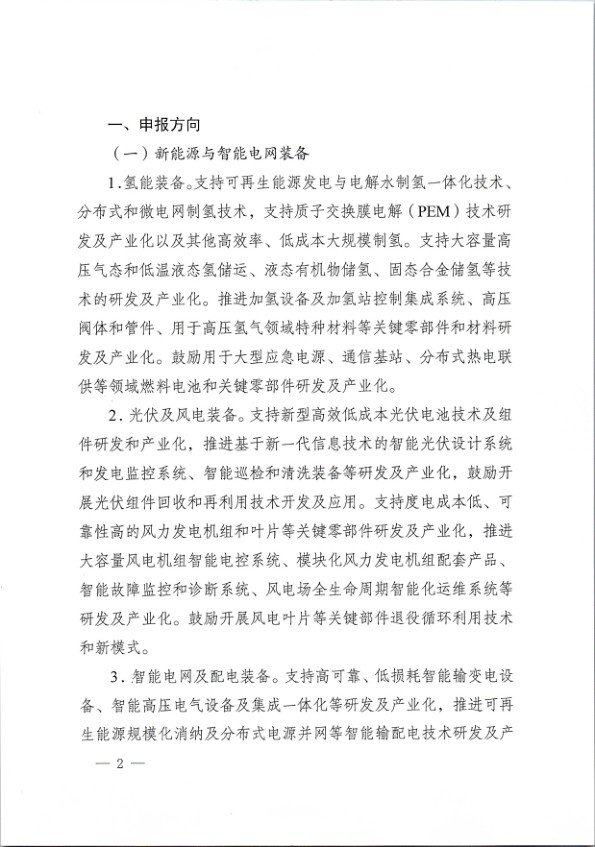 一、申报方向
（一）新能源与智能电网装备
1.氢能装备。支持可再生能源发电与电解水制氢一体化技术、
分布式和微电网制氢技术，支持质子交换膜电解（PEM）技术研
发及产业化以及其他高效率、低成本大规模制氢。支持大容量高
压气态和低温液态氢储运、液态有机物储氢、固态合金储氢等技
术的研发及产业化。推进加氢设备及加氢站控制集成系统、高压
阀体和管件、用于高压氢气领域特种材料等关键零部件和材料研
发及产业化。鼓励用于大型应急电源、通信基站、分布式热电联
供等领域燃料电池和关键零部件研发及产业化。
2.光伏及风电装备。支持新型高效低成本光伏电池技术及组
件研发和产业化，推进基于新一代信息技术的智能光伏设计系统
和发电监控系统、智能巡检和清洗装备等研发及产业化，鼓励开
展光伏组件回收和再利用技术开发及应用。支持度电成本低、可
靠性高的风力发电机组和叶片等关键零部件研发及产业化，推进
大容量风电机组智能电控系统、模块化风力发电机组配套产品、
智能故障监控和诊断系统、风电场全生命周期智能化运维系统等
研发及产业化。鼓励开展风电叶片等关键部件退役循环利用技术
和新模式。
3.智能电网及配电装备。支持高可靠、低损耗智能输变电设
备、智能高压电气设备及集成一体化等研发及产业化，推进可再
生能源规模化消纳及分布式电源并网等智能输配电技术研发及产
— 2 —